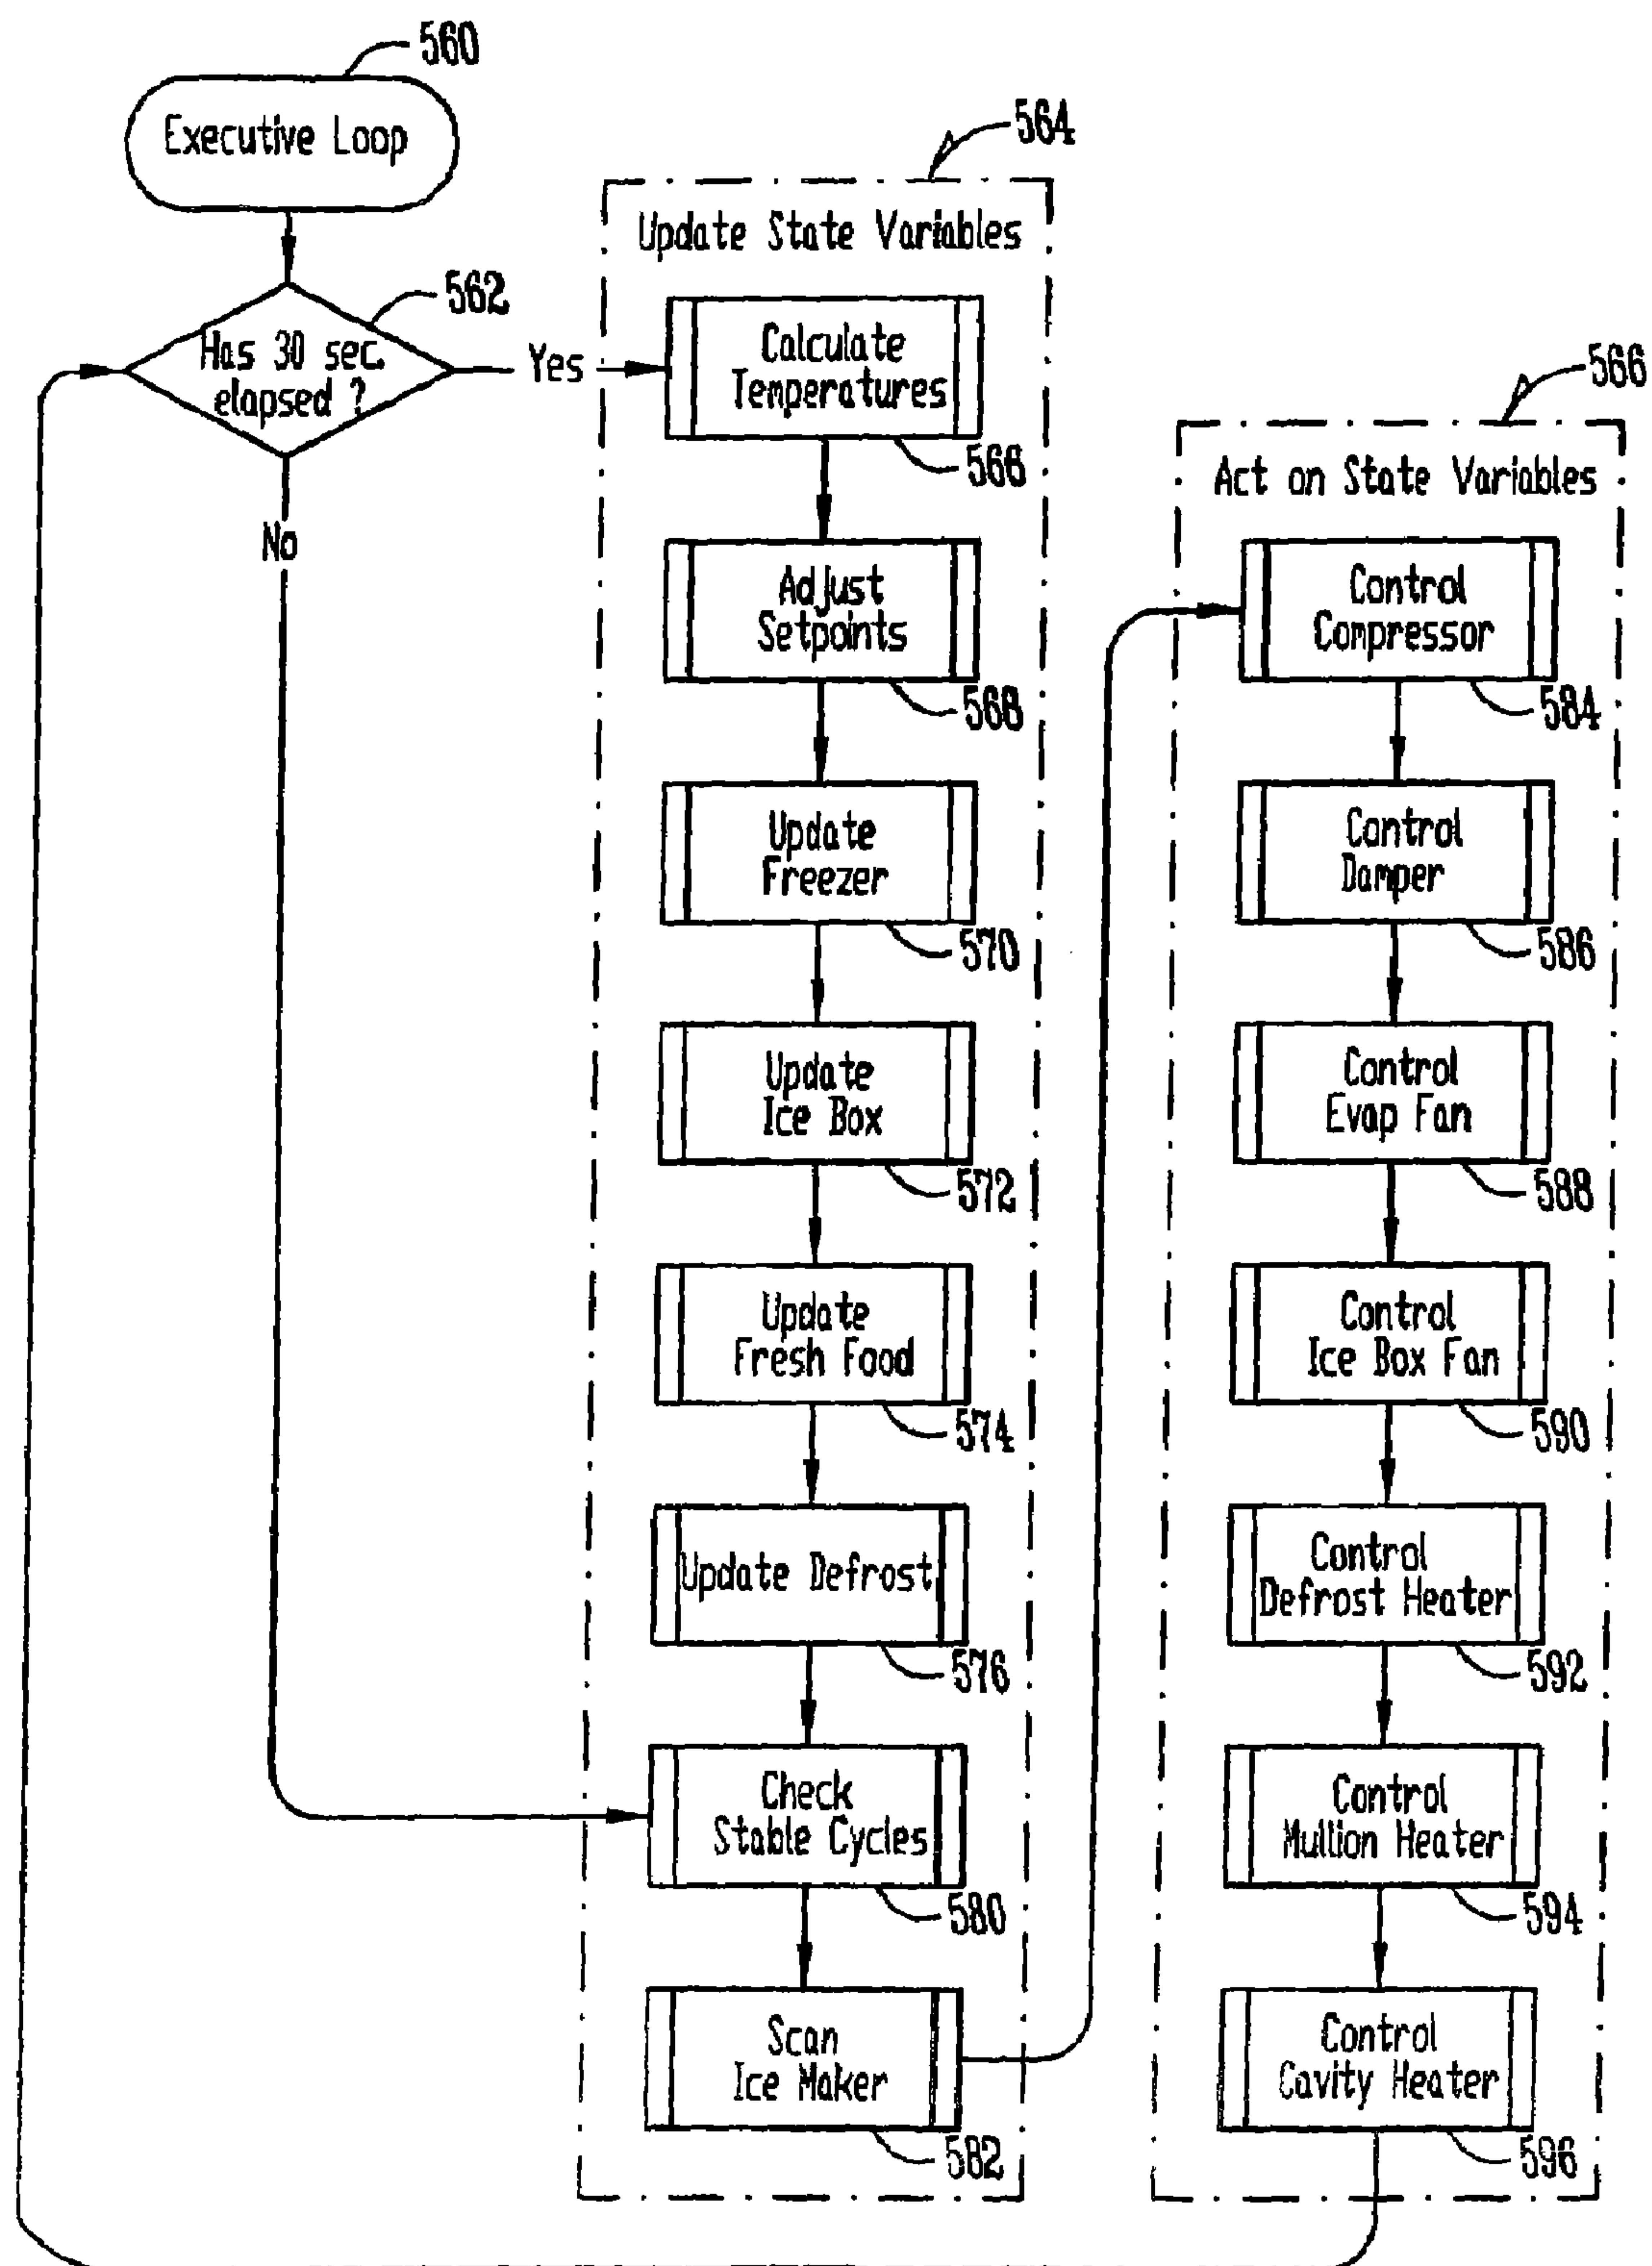 560
Executive Loop
562
Has 30 sec.
elapsed ?
Yes
No
564
Update State Variables
Calculate
Temperatures
566
Adjust
Setpoints
568
Update
Freezer
570
Update
Ice Box
572
Update
Fresh Food
574
Update Defrost
576
Check
Stable Cycles
580
Scan
Ice Maker
582
566
Act on State Variables
Control
Compressor
584
Control
Damper
586
Control
Evap Fan
588
Control
Ice Box Fan
590
Control
Defrost Heater
592
Control
Mullion Heater
594
Control
Cavity Heater
596